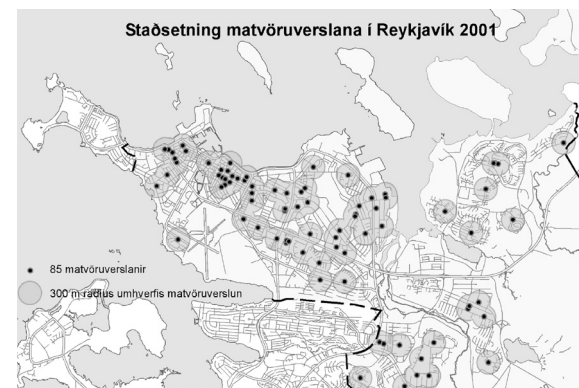 Staðsetning matvöruverslana í Reykjavík 2001
85 matvöruverslanir
300 m radíus umhverfis matvöruverslun